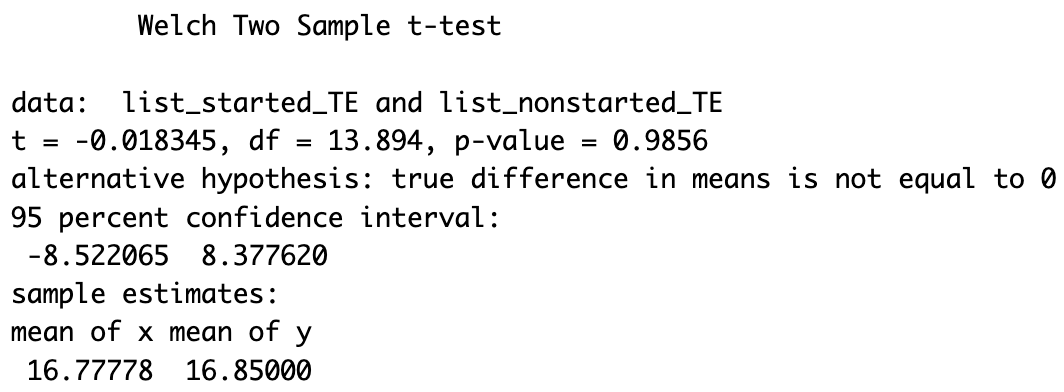 Welch Two Sample t-test
data:  list_started_TE and list_nonstarted_TE
t = -0.018345, df = 13.894, p-value = 0.9856
alternative hypothesis: true difference in means is not equal to 0
95 percent confidence interval:
 -8.522065  8.377620
sample estimates:
mean of x mean of y
 16.77778  16.85000